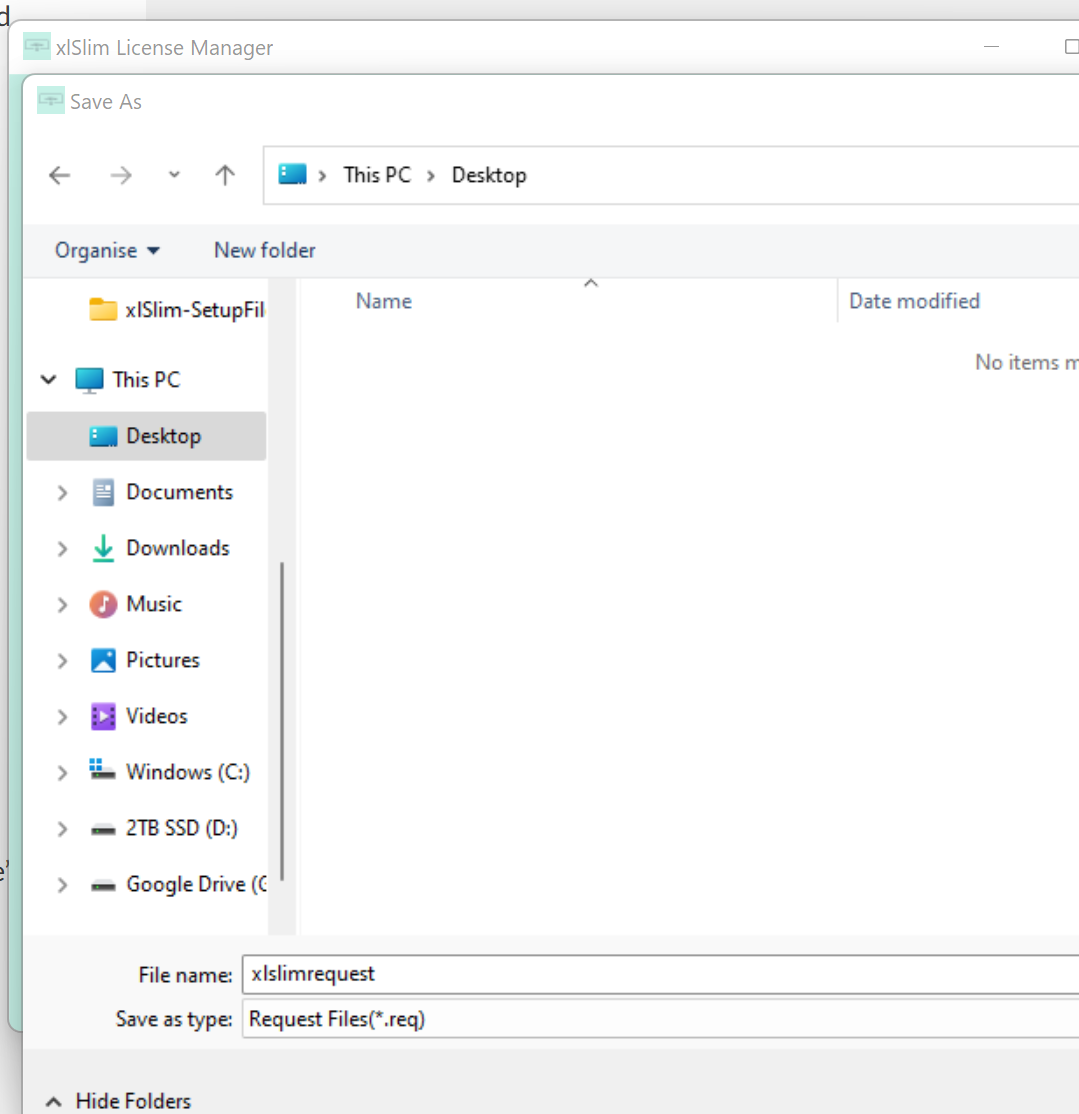 d
xlSlim License Manager
Save As
This PC > Desktop
Organise New folder
Name Date modified
xlSlim-SetupFil
No items m
This PC
Desktop
Documents
Downloads
Music
Pictures
Videos
Windows (C:)
2TB SSD (D:)
e’
Google Drive (G
File name: xlslimrequest
Save as type: Request Files(*.req)
Hide Folders